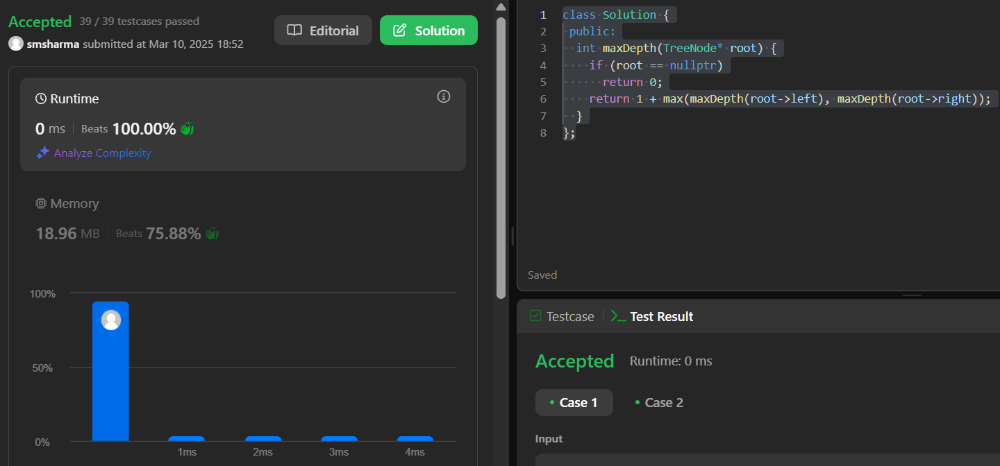 Accepted 39 / 39 testcases passed
smsharma submitted at Mar 10, 2025 18:52
Editorial
Solution
Runtime
0 ms Beats 100.00%
Analyze Complexity
Memory
18.96 MB Beats 75.88%
100%
50%
0%
1ms 2ms 3ms 4ms
1 class Solution {
2  public:
3   int maxDepth(TreeNode* root) {
4     if (root == nullptr)
5       return 0;
6     return 1 + max(maxDepth(root->left), maxDepth(root->right));
7   }
8 };
Saved
Testcase
Test Result
Accepted Runtime: 0 ms
Case 1 Case 2
Input